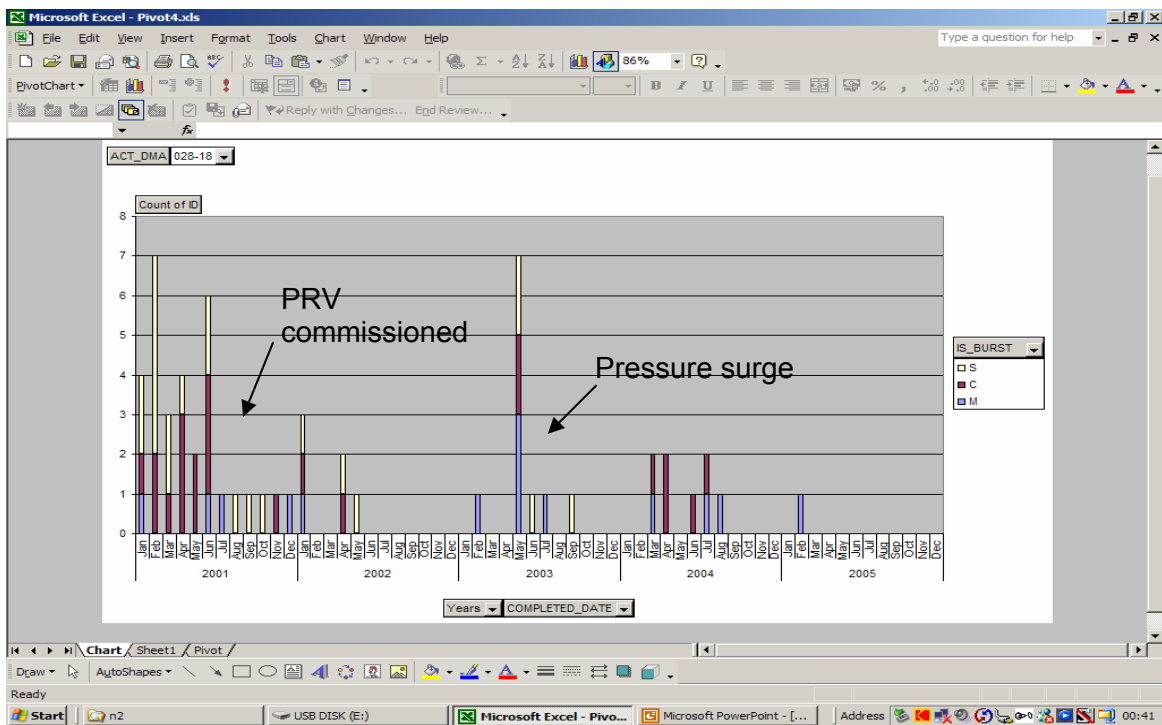 Microsoft Excel - Pivot4.xls
File Edit View Insert Format Tools Chart Window Help
Type a question for help
86%
PivotChart
B I U
Reply with Changes... End Review...
fx
ACT_DMA 028-18
Count of ID
8
7
6
5
4
3
2
1
0
PRV
commissioned
Pressure surge
IS_BURST
S
C
M
Jan Feb Mar Apr May Jun Jul Aug Sep Oct Nov Dec Jan Feb Mar Apr May Jun Jul Aug Sep Oct Nov Dec Jan Feb Mar Apr May Jun Jul Aug Sep Oct Nov Dec Jan Feb Mar Apr May Jun Jul Aug Sep Oct Nov Dec Jan Feb Mar Apr May Jun Jul Aug Sep Oct Nov Dec
2001 2002 2003 2004 2005
Years COMPLETED_DATE
Chart Sheet1 Pivot
Draw AutoShapes
Ready
Start n2 USB DISK (E:) Microsoft Excel - Pivo... Microsoft PowerPoint - [... Address 00:41